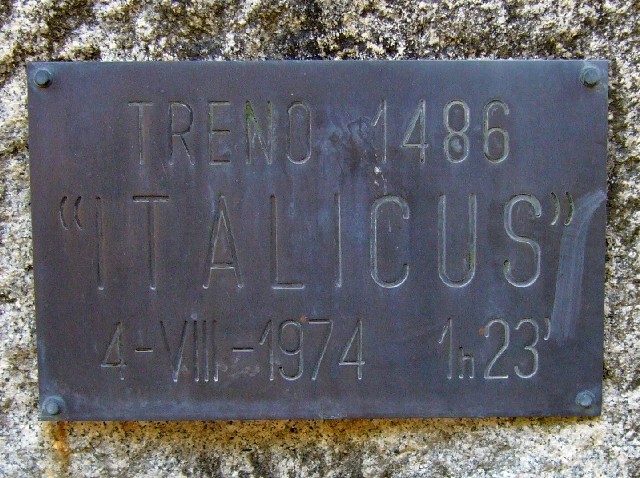 TRENO 1486
“ITALICUS”
4-VIII-1974 1h23'